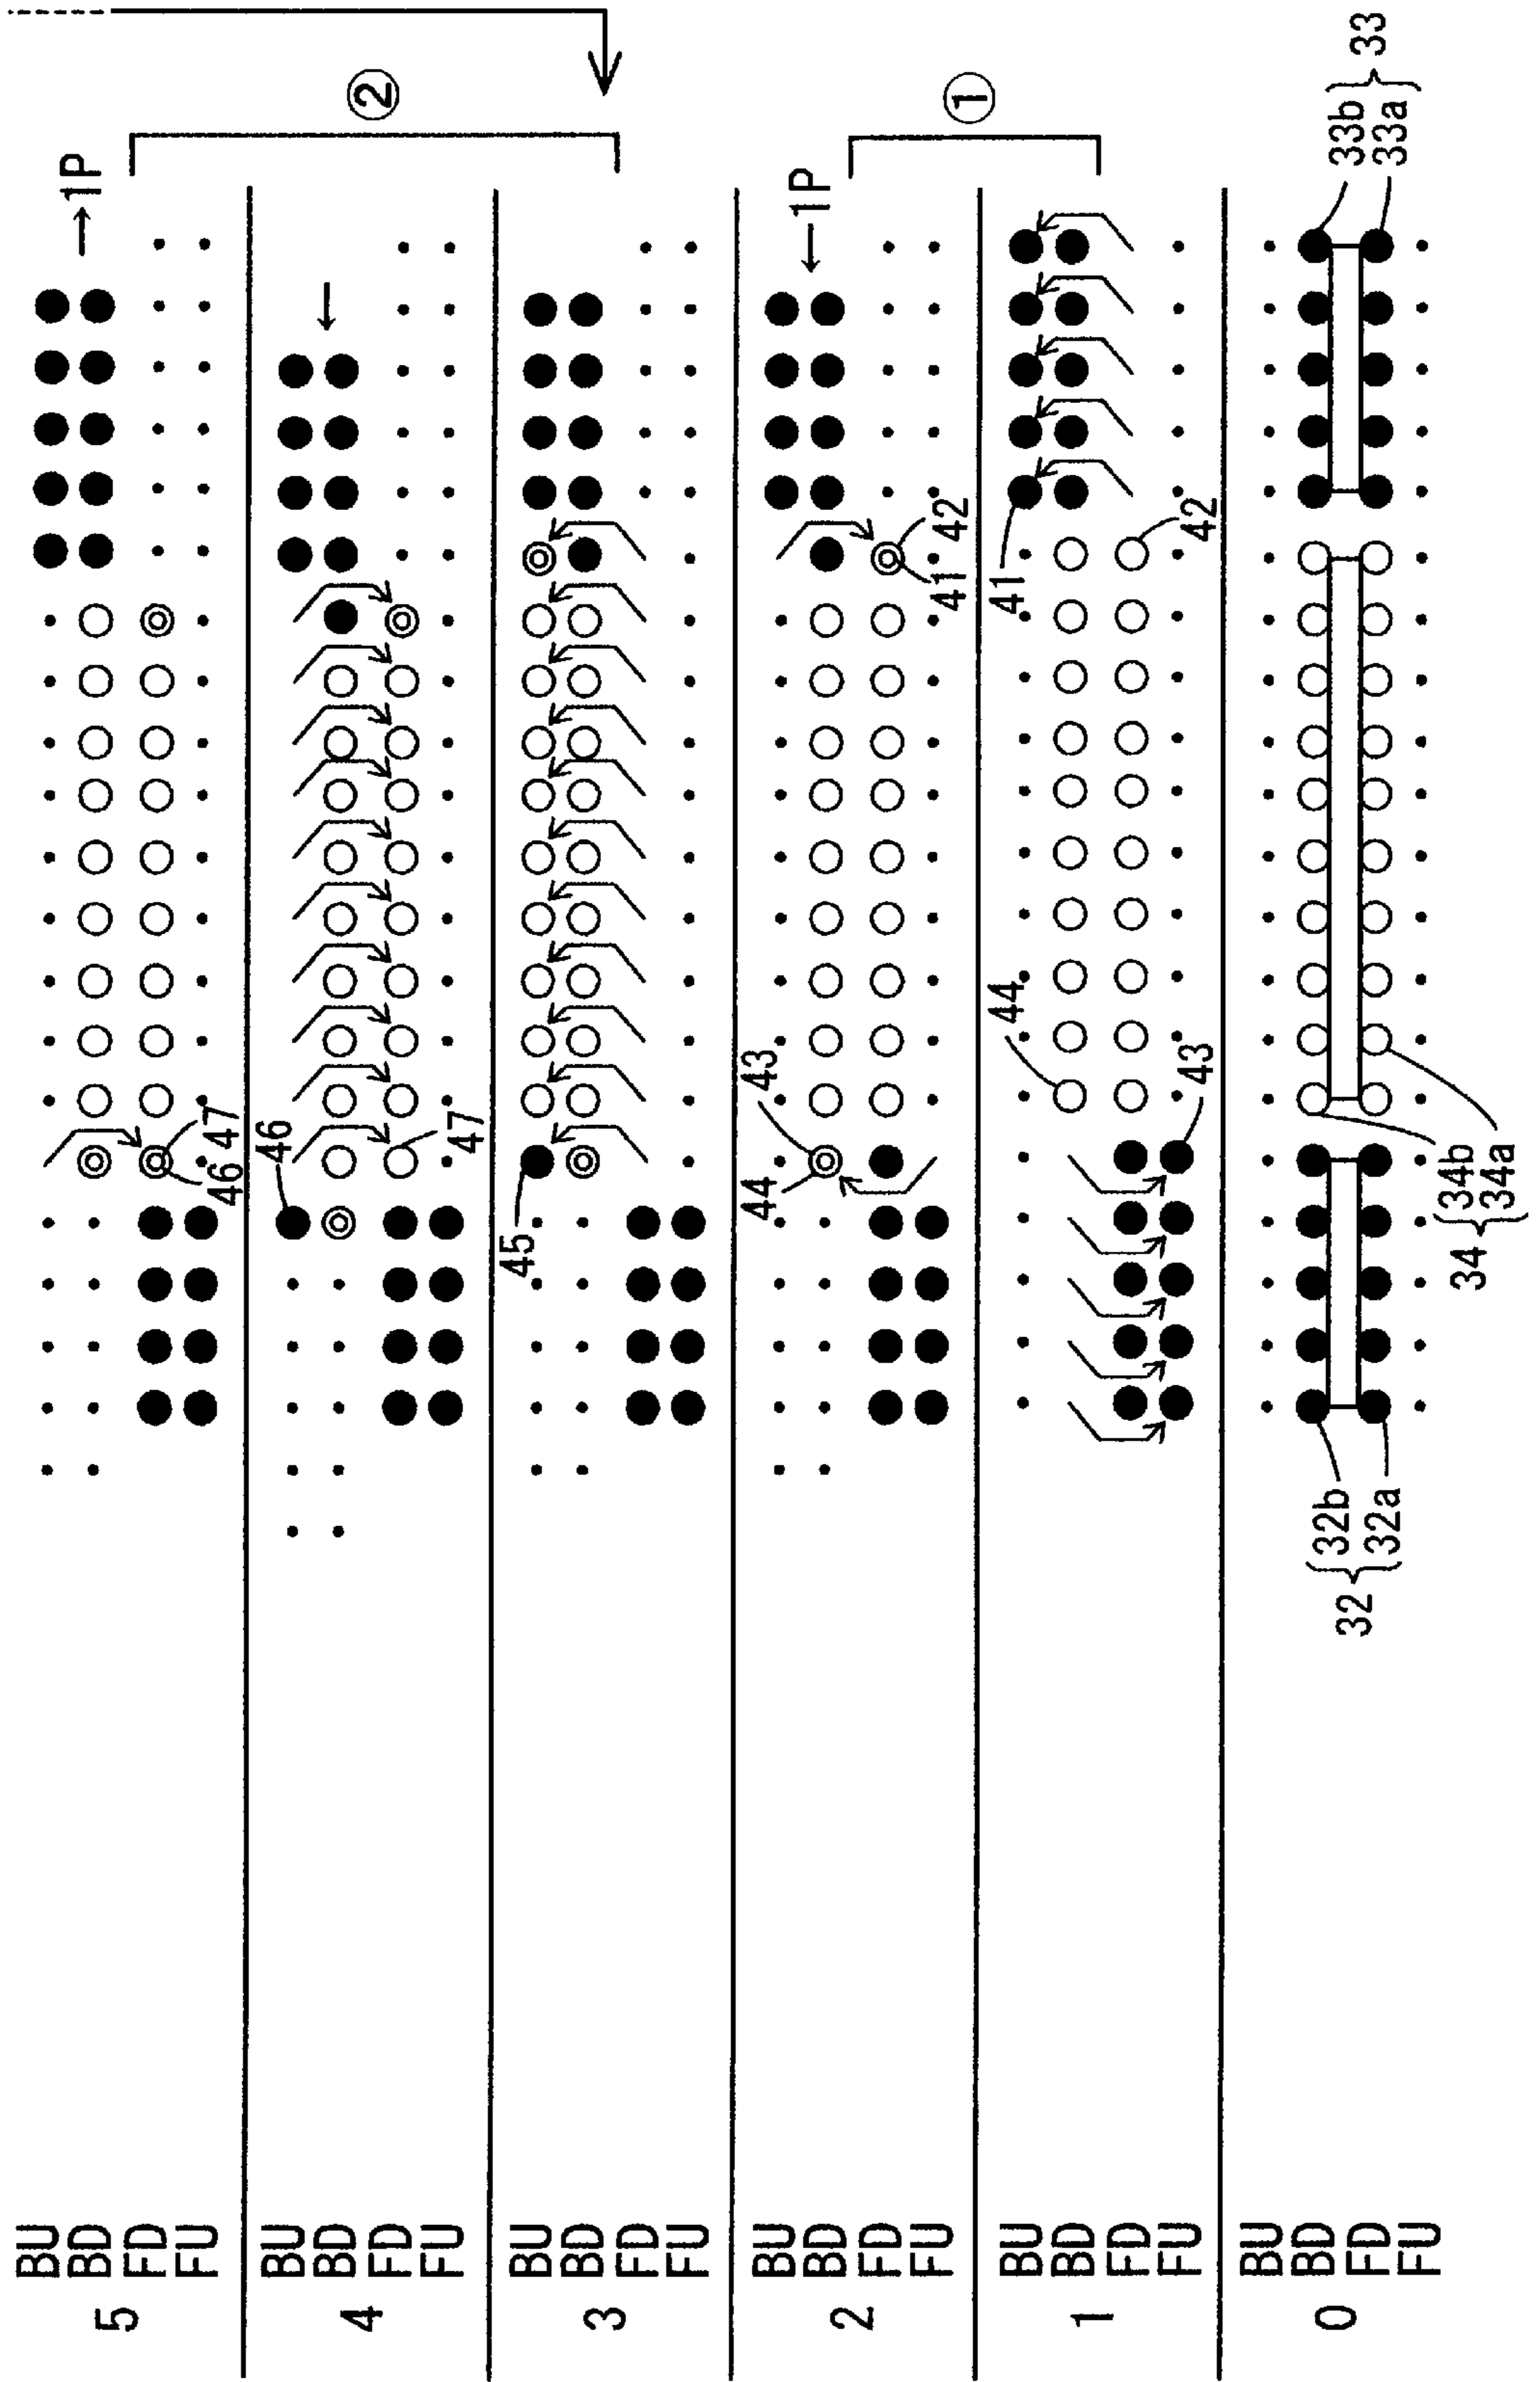 5 BU
BD
FD
FU
46
47
→1P
②
4 BU
BD
FD
FU
46
47
←
3 BU
BD
FD
FU
45
2 BU
BD
FD
FU
44
43
41
42
←1P
①
1 BU
BD
FD
FU
44
43
41
42
0 BU
BD
FD
FU
32 { 32b
32a
34 { 34b
34a
33b } 33
33a